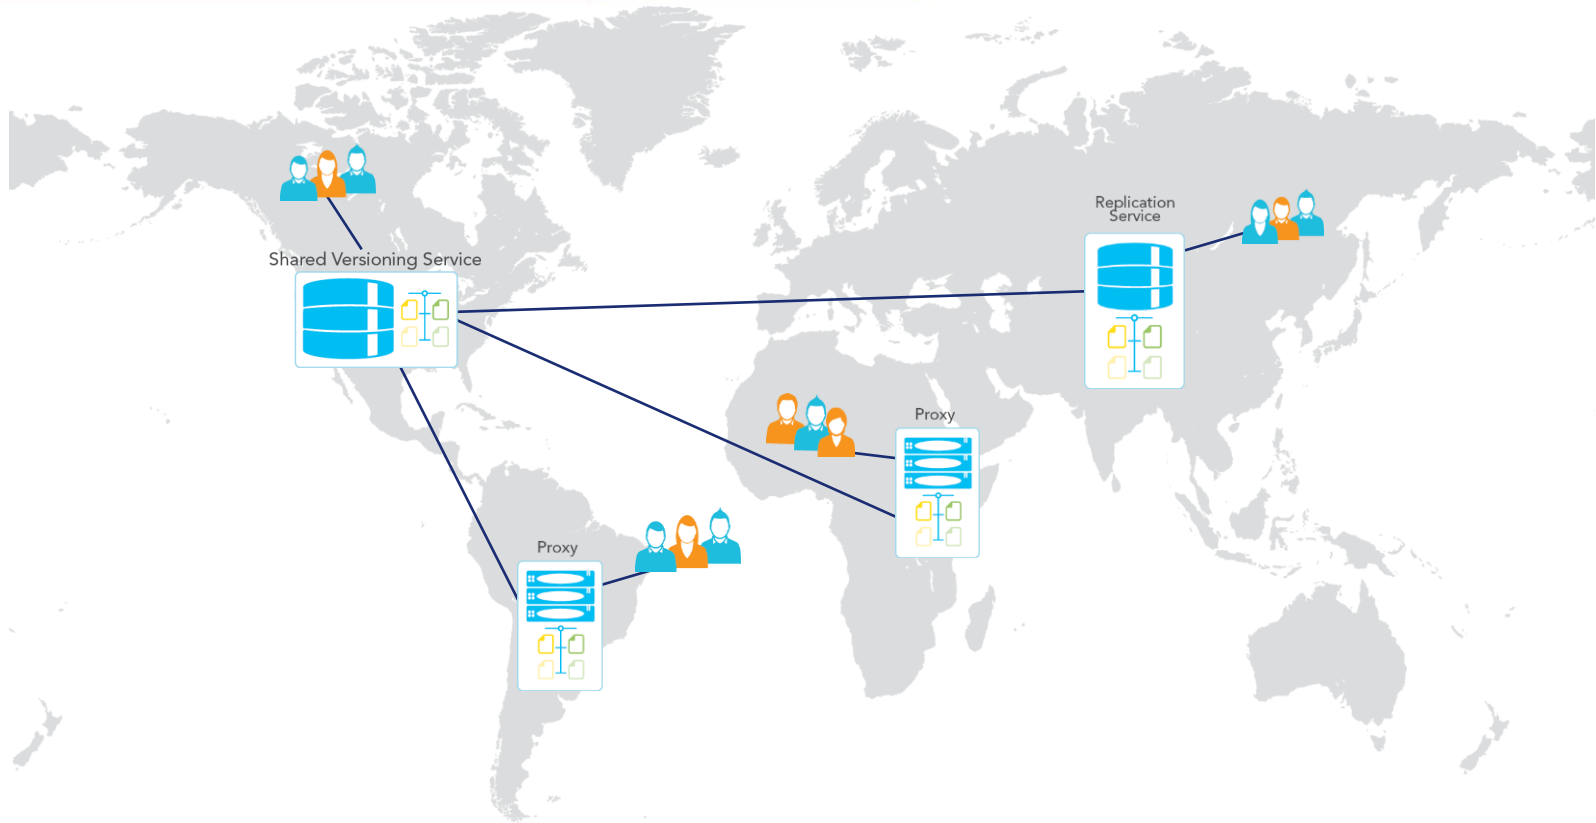 Replication
Service
Shared Versioning Service
Proxy
Proxy